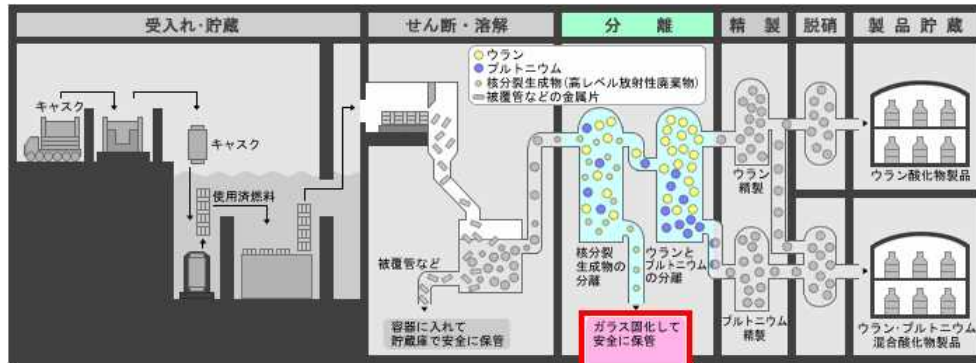 受入れ・貯蔵
せん断・溶解
分離
精製
脱硝
製品貯蔵
ウラン
プルトニウム
核分裂生成物(高レベル放射性廃棄物)
被覆管などの金属片
キャスク
キャスク
使用済燃料
被覆管など
容器に入れて
貯蔵庫で安全に保管
核分裂
生成物の
分離
ウランと
プルトニウム
の分離
ガラス固化して
安全に保管
ウラン
精製
プルトニウム
精製
ウラン酸化物製品
ウラン・プルトニウム
混合酸化物製品